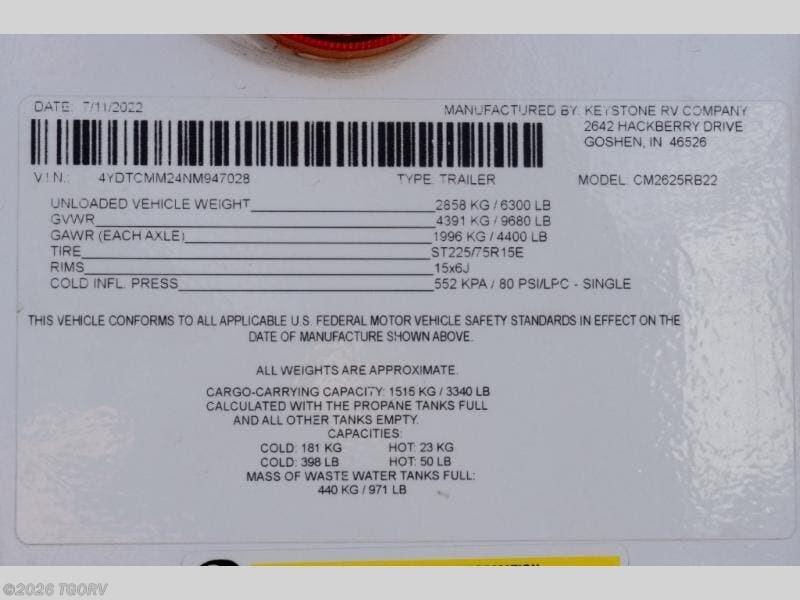 DATE: 7/11/2022
MANUFACTURED BY: KEYSTONE RV COMPANY
2642 HACKBERRY DRIVE
GOSHEN, IN 46526
V.I.N.: 4YDTCMM24NM947028 TYPE: TRAILER MODEL: CM2625RB22
UNLOADED VEHICLE WEIGHT 2858 KG / 6300 LB
GVWR 4391 KG / 9680 LB
GAWR (EACH AXLE) 1996 KG / 4400 LB
TIRE ST225/75R15E
RIMS 15x6J
COLD INFL. PRESS 552 KPA / 80 PSI/LPC - SINGLE
THIS VEHICLE CONFORMS TO ALL APPLICABLE U.S. FEDERAL MOTOR VEHICLE SAFETY STANDARDS IN EFFECT ON THE
DATE OF MANUFACTURE SHOWN ABOVE.
ALL WEIGHTS ARE APPROXIMATE.
CARGO-CARRYING CAPACITY: 1515 KG / 3340 LB
CALCULATED WITH THE PROPANE TANKS FULL
AND ALL OTHER TANKS EMPTY.
CAPACITIES:
COLD: 181 KG HOT: 23 KG
COLD: 398 LB HOT: 50 LB
MASS OF WASTE WATER TANKS FULL:
440 KG / 971 LB
©2026 TGORV